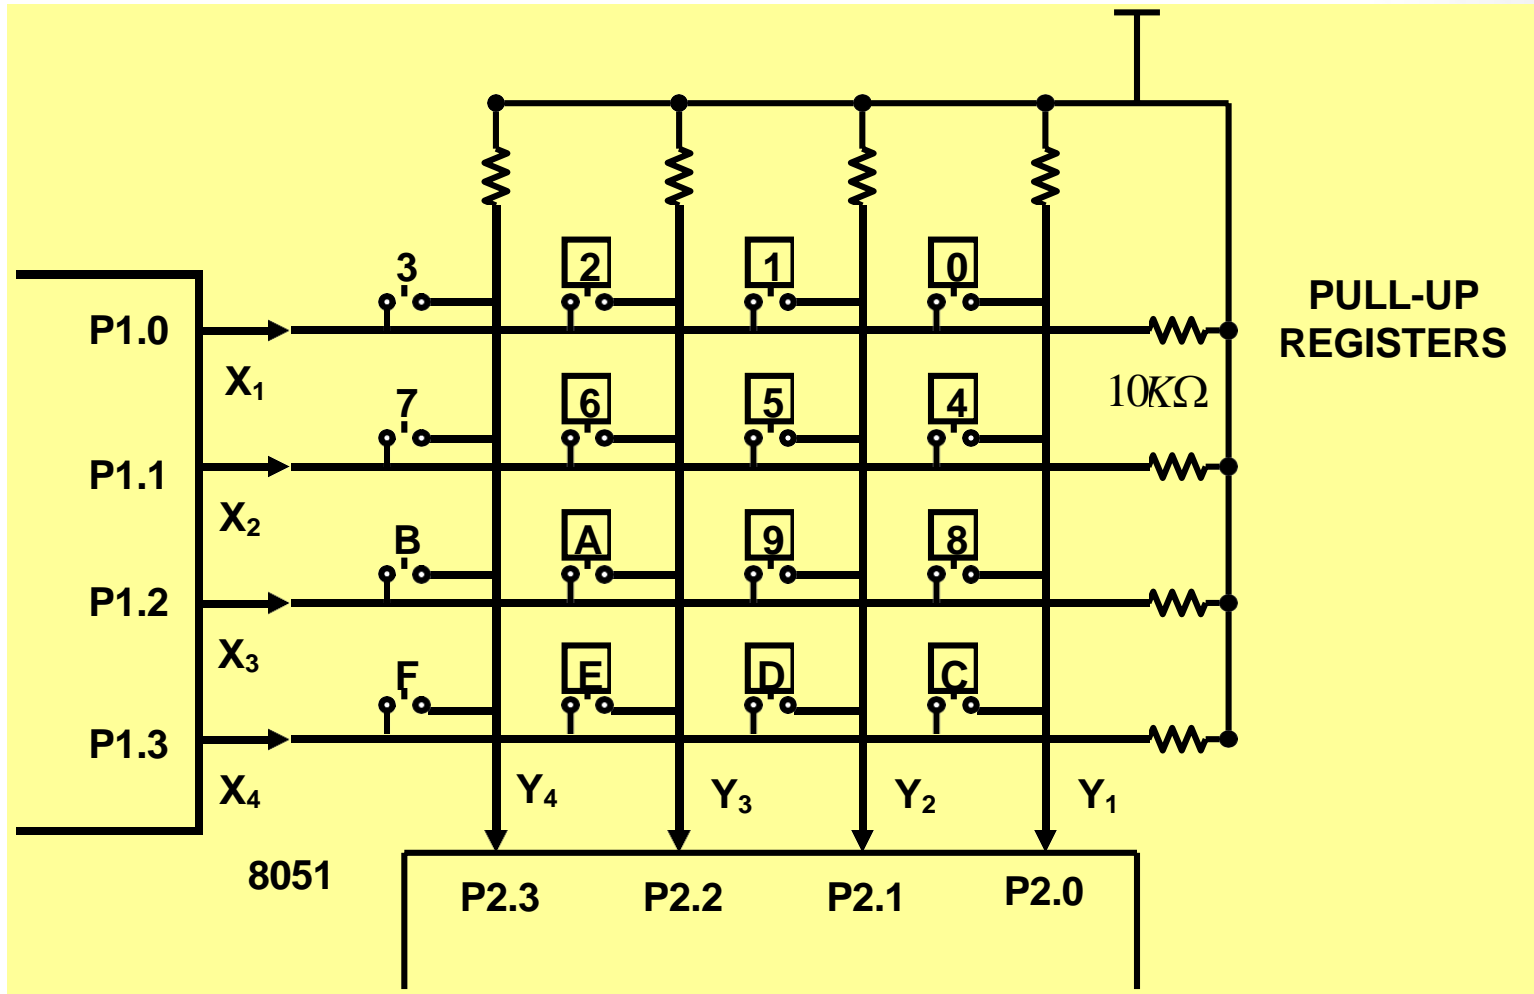 3 2 1 0
P1.0
PULL-UP
REGISTERS
X₁
10KΩ
7 6 5 4
P1.1
X₂
B A 9 8
P1.2
X₃
F E D C
P1.3
X₄
Y₄ Y₃ Y₂ Y₁
8051
P2.3 P2.2 P2.1 P2.0